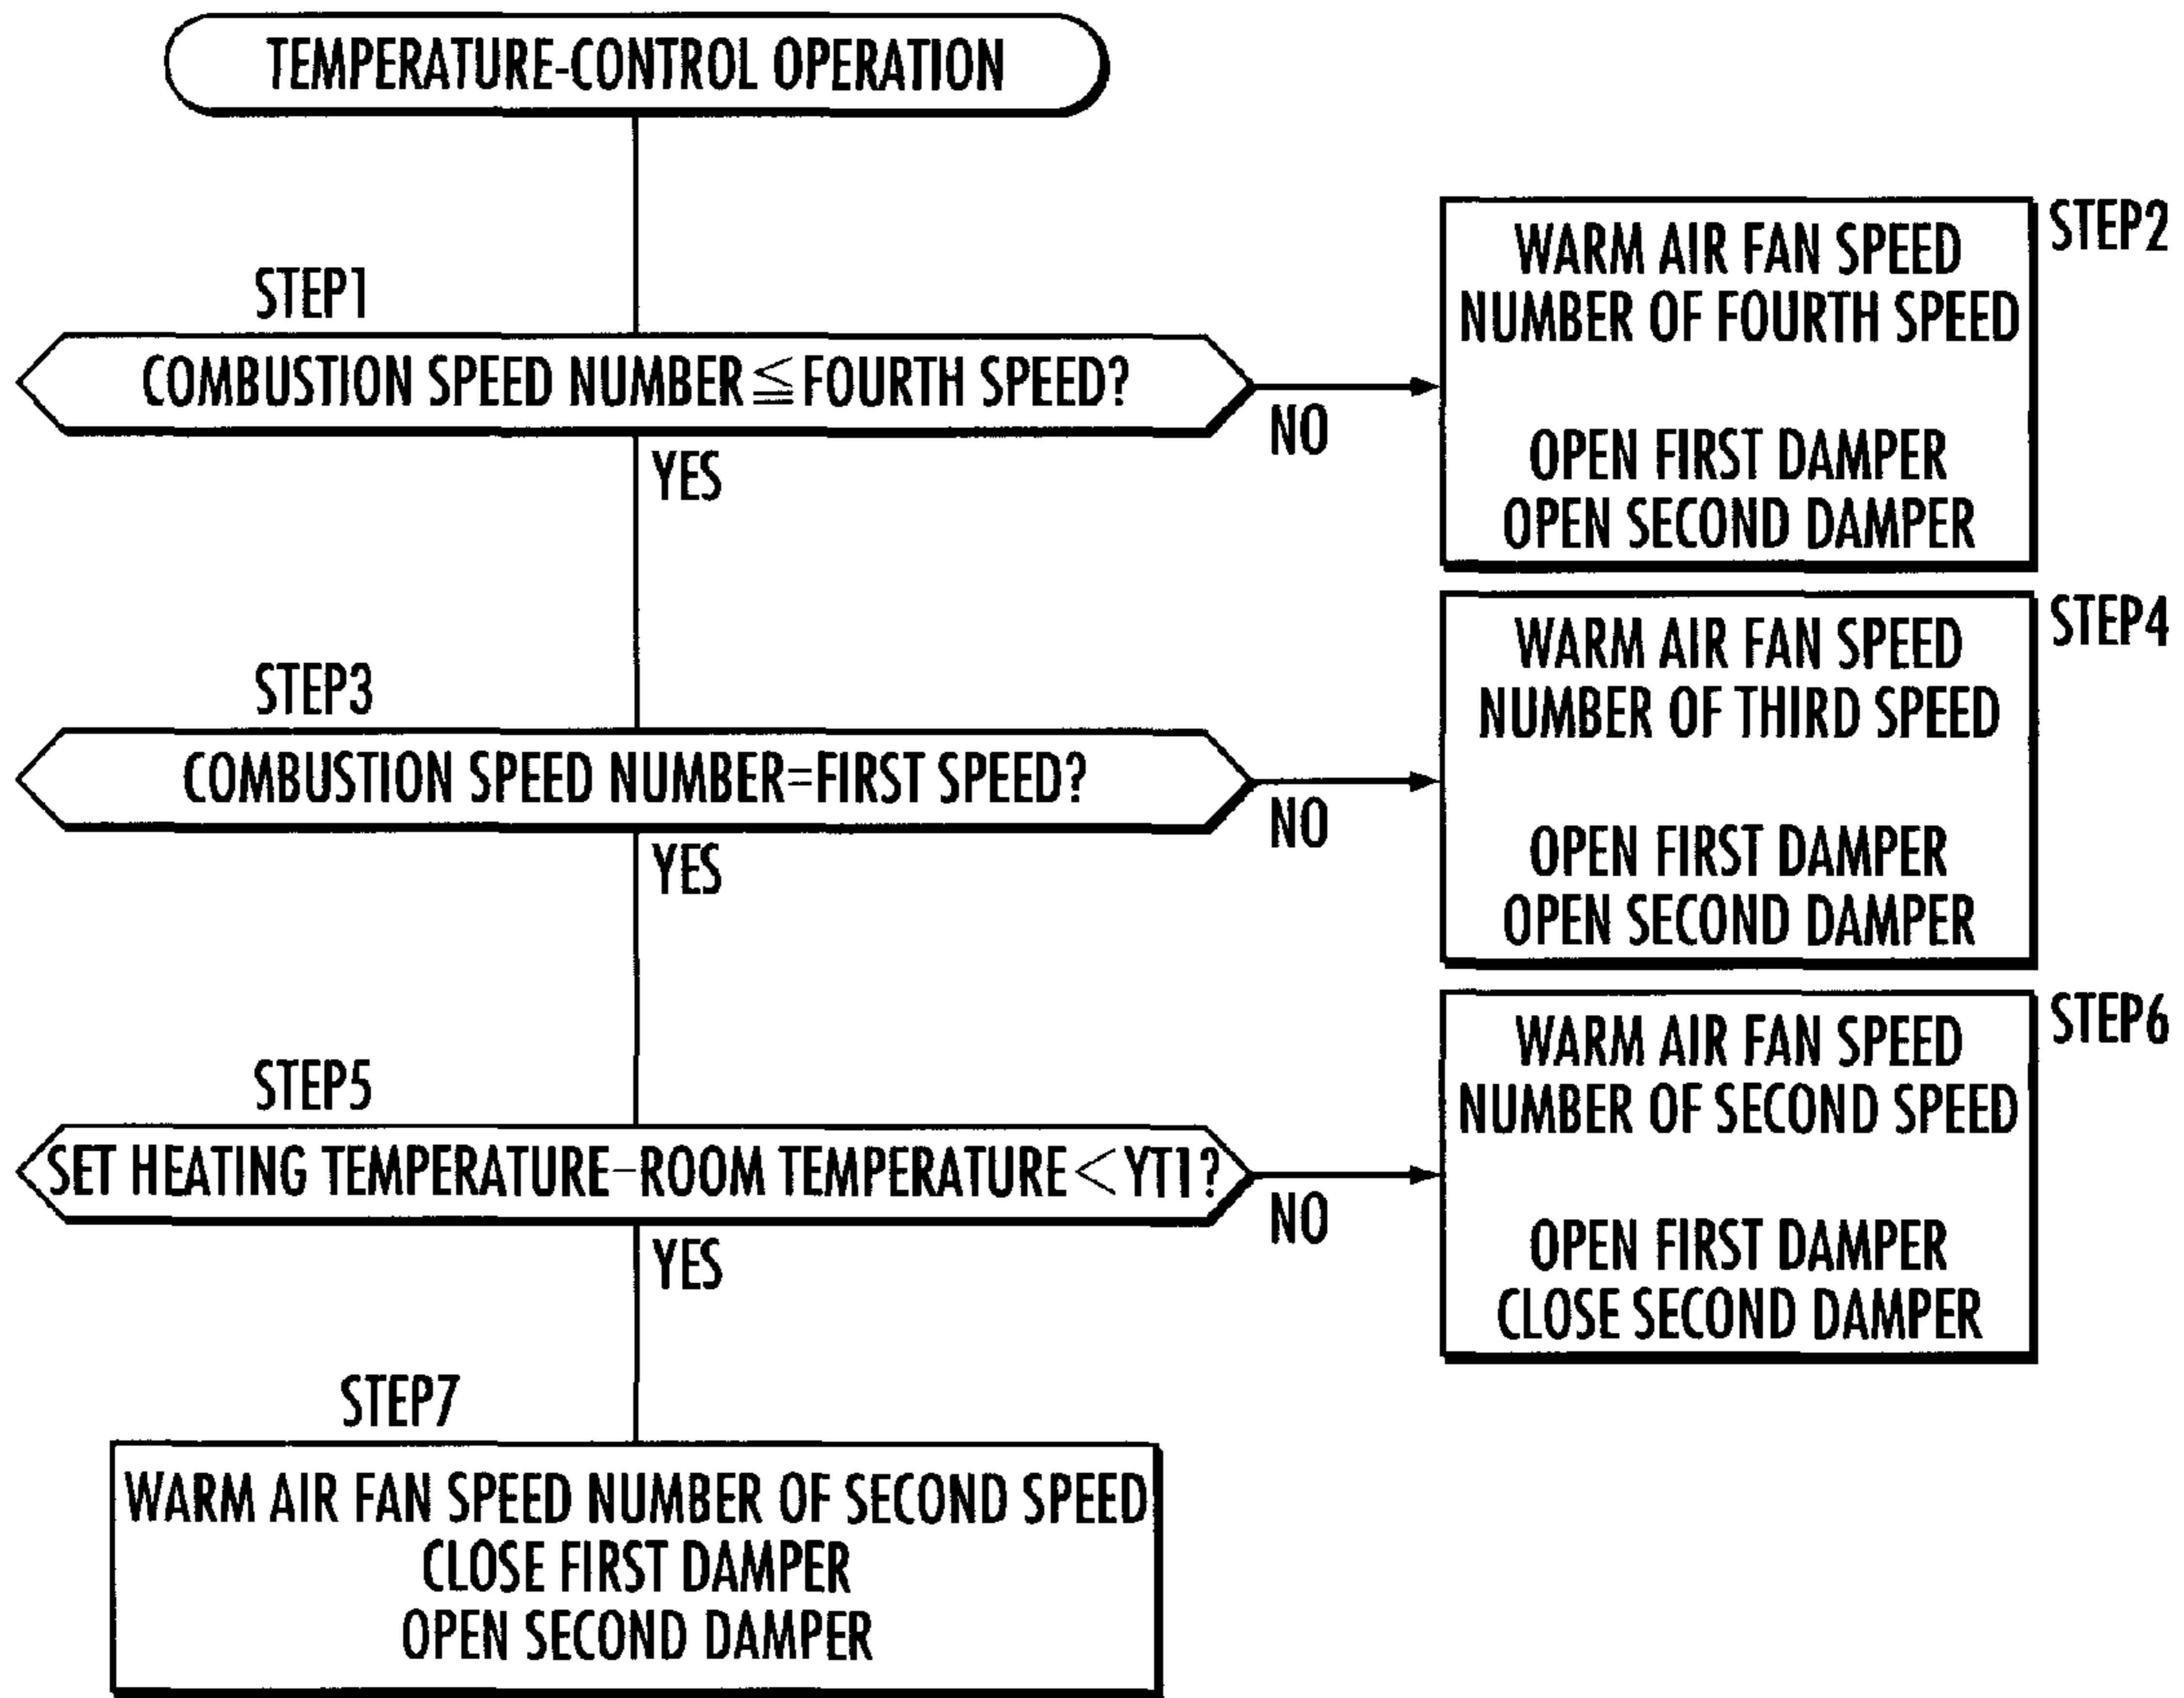 TEMPERATURE-CONTROL OPERATION
STEP1
COMBUSTION SPEED NUMBER≦FOURTH SPEED?
NO
YES
WARM AIR FAN SPEED
NUMBER OF FOURTH SPEED
OPEN FIRST DAMPER
OPEN SECOND DAMPER
STEP2
STEP3
COMBUSTION SPEED NUMBER=FIRST SPEED?
NO
YES
WARM AIR FAN SPEED
NUMBER OF THIRD SPEED
OPEN FIRST DAMPER
OPEN SECOND DAMPER
STEP4
STEP5
SET HEATING TEMPERATURE−ROOM TEMPERATURE<YT1?
NO
YES
WARM AIR FAN SPEED
NUMBER OF SECOND SPEED
OPEN FIRST DAMPER
CLOSE SECOND DAMPER
STEP6
STEP7
WARM AIR FAN SPEED NUMBER OF SECOND SPEED
CLOSE FIRST DAMPER
OPEN SECOND DAMPER